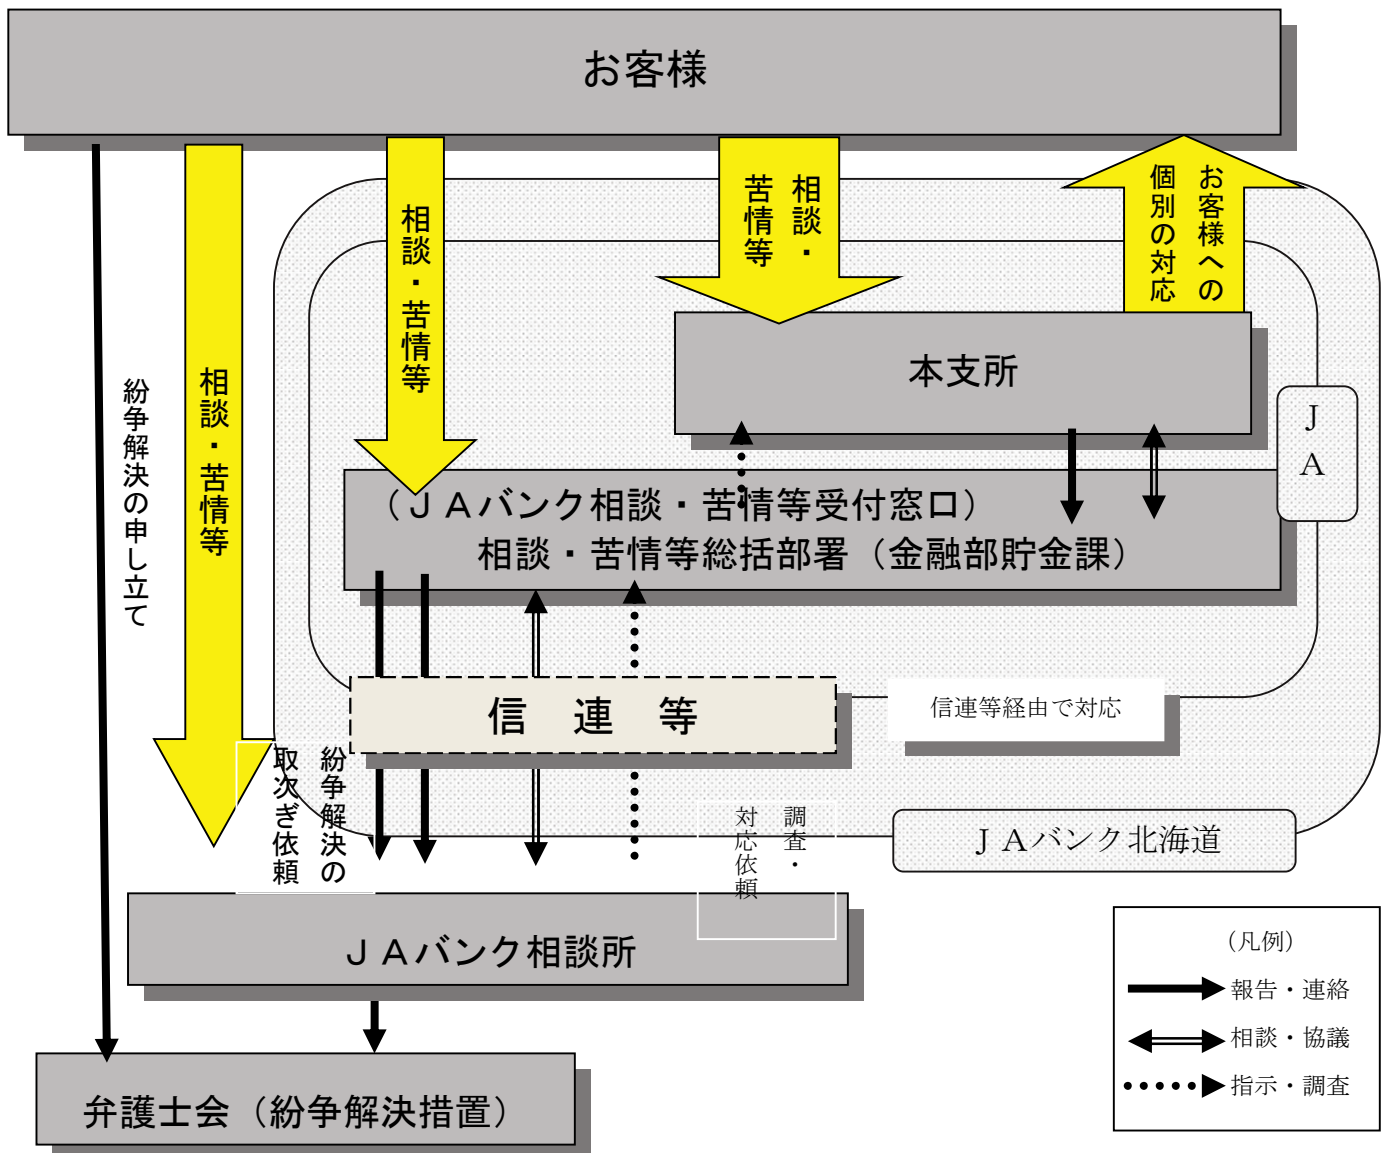 お客様
相談・苦情等
相談・
苦情等
お客様への
個別の対応
相談・苦情等
紛争解決の申し立て
本支所
ＪＡ
（ＪＡバンク相談・苦情等受付窓口）
相談・苦情等総括部署（金融部貯金課）
信連等
信連等経由で対応
紛争解決の
取次ぎ依頼
調査・
対応依頼
ＪＡバンク北海道
ＪＡバンク相談所
弁護士会（紛争解決措置）
（凡例）
報告・連絡
相談・協議
指示・調査